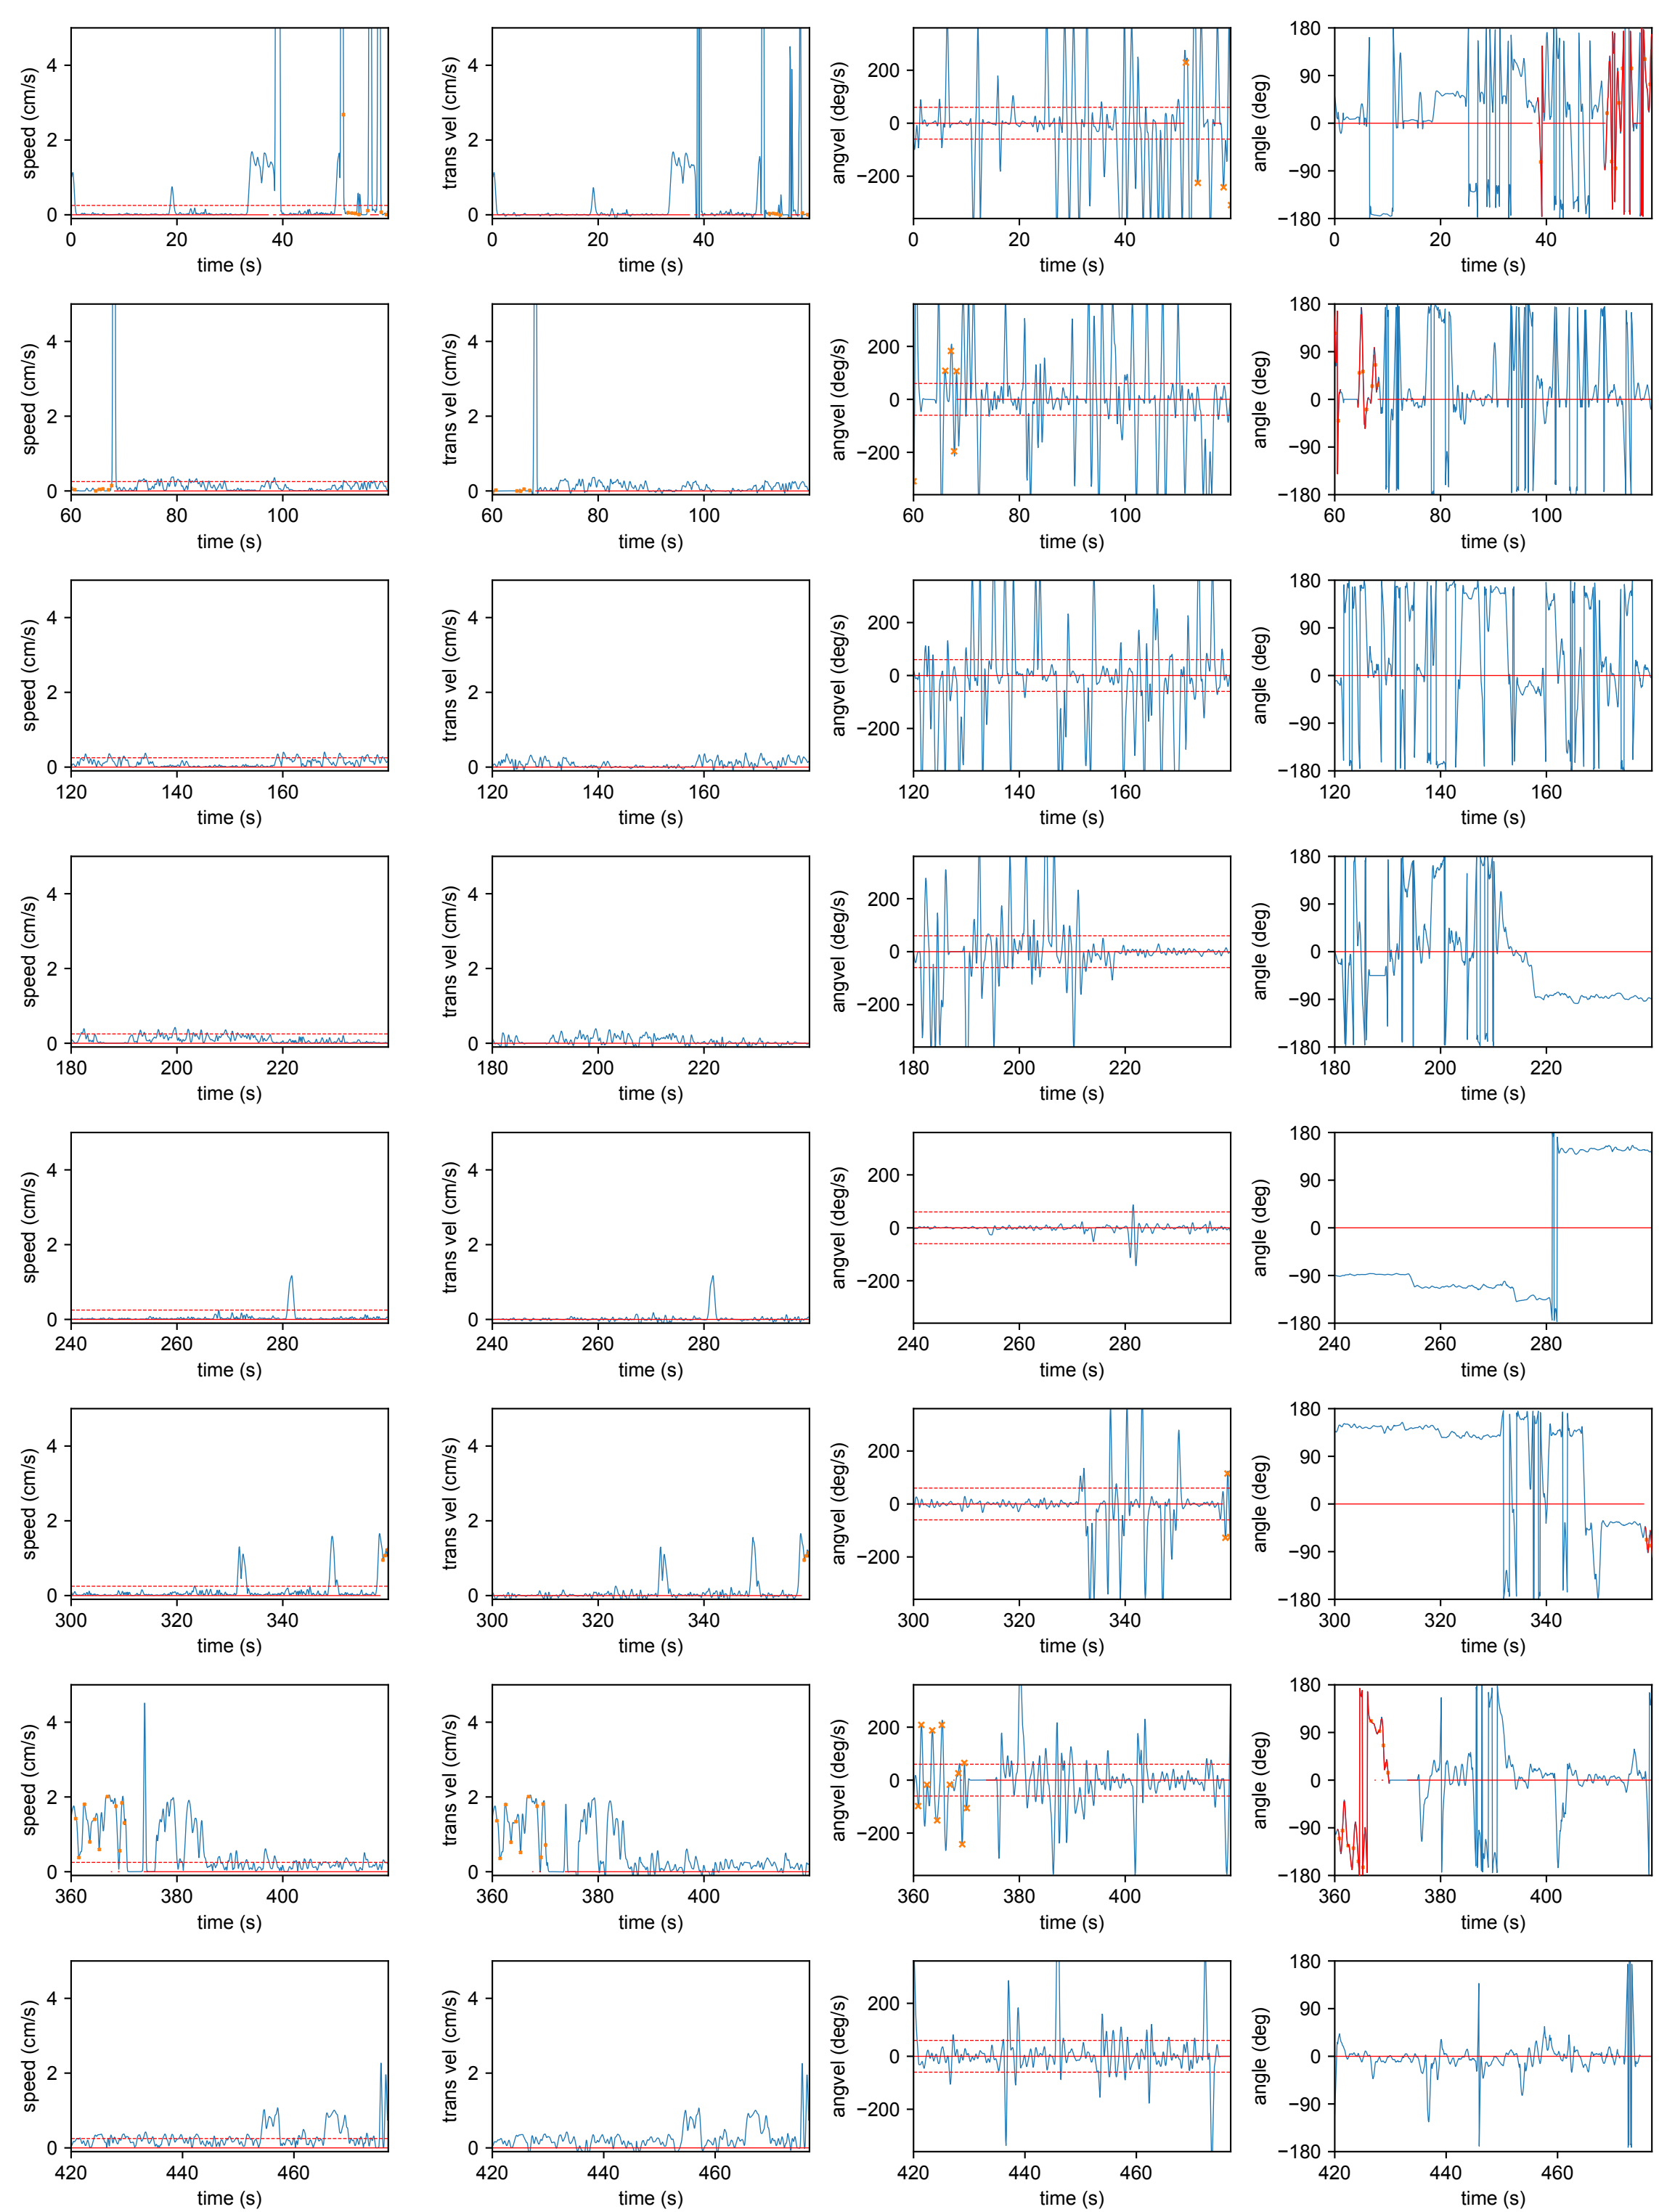 speed (cm/s) trans vel (cm/s) angvel (deg/s) angle (deg)
4 4 200 180
2 2 0 90
0 0 −200 0
−90
−180
0 20 40 0 20 40 0 20 40 0 20 40
time (s) time (s) time (s) time (s)
speed (cm/s) trans vel (cm/s) angvel (deg/s) angle (deg)
4 4 200 180
2 2 0 90
0 0 −200 0
−90
−180
60 80 100 60 80 100 60 80 100 60 80 100
time (s) time (s) time (s) time (s)
speed (cm/s) trans vel (cm/s) angvel (deg/s) angle (deg)
4 4 200 180
2 2 0 90
0 0 −200 0
−90
−180
120 140 160 120 140 160 120 140 160 120 140 160
time (s) time (s) time (s) time (s)
speed (cm/s) trans vel (cm/s) angvel (deg/s) angle (deg)
4 4 200 180
2 2 0 90
0 0 −200 0
−90
−180
180 200 220 180 200 220 180 200 220 180 200 220
time (s) time (s) time (s) time (s)
speed (cm/s) trans vel (cm/s) angvel (deg/s) angle (deg)
4 4 200 180
2 2 0 90
0 0 −200 0
−90
−180
240 260 280 240 260 280 240 260 280 240 260 280
time (s) time (s) time (s) time (s)
speed (cm/s) trans vel (cm/s) angvel (deg/s) angle (deg)
4 4 200 180
2 2 0 90
0 0 −200 0
−90
−180
300 320 340 300 320 340 300 320 340 300 320 340
time (s) time (s) time (s) time (s)
speed (cm/s) trans vel (cm/s) angvel (deg/s) angle (deg)
4 4 200 180
2 2 0 90
0 0 −200 0
−90
−180
360 380 400 360 380 400 360 380 400 360 380 400
time (s) time (s) time (s) time (s)
speed (cm/s) trans vel (cm/s) angvel (deg/s) angle (deg)
4 4 200 180
2 2 0 90
0 0 −200 0
−90
−180
420 440 460 420 440 460 420 440 460 420 440 460
time (s) time (s) time (s) time (s)